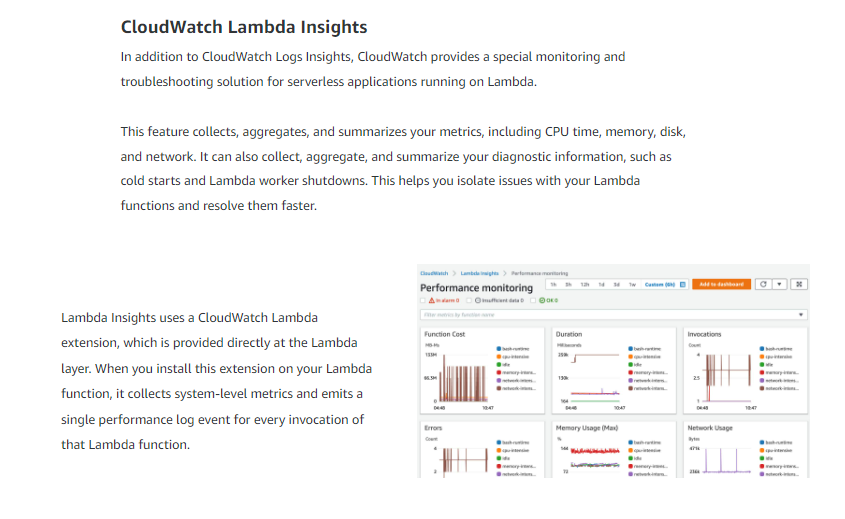 CloudWatch Lambda Insights
In addition to CloudWatch Logs Insights, CloudWatch provides a special monitoring and
troubleshooting solution for serverless applications running on Lambda.
This feature collects, aggregates, and summarizes your metrics, including CPU time, memory, disk,
and network. It can also collect, aggregate, and summarize your diagnostic information, such as
cold starts and Lambda worker shutdowns. This helps you isolate issues with your Lambda
functions and resolve them faster.
Lambda Insights uses a CloudWatch Lambda
extension, which is provided directly at the Lambda
layer. When you install this extension on your Lambda
function, it collects system-level metrics and emits a
single performance log event for every invocation of
that Lambda function.
CloudWatch > Lambda Insights > Performance monitoring
Performance monitoring
1h 3h 12h 1d 3d 1w Custom (6h) Add to dashboard
In alarm 0 Insufficient data 0 OK 0
Filter metrics by function name
Function Cost
MB-Ms
133M
66.5M
0
04:48 10:47
bash-runtime
cpu-intensive
idle
memory-intens...
network-intens...
network-intens...
Duration
Milliseconds
259k
130k
164
04:48 10:47
bash-runtime
cpu-intensive
idle
memory-intens...
network-intens...
network-intens...
Invocations
Count
4
2.5
1
04:48 10:47
bash-runtime
cpu-intensive
idle
memory-intens...
network-intens...
network-intens...
Errors
Count
4
2
bash-runtime
cpu-intensive
idle
memory-intens...
network-intens...
Memory Usage (Max)
%
144
72
bash-runtime
cpu-intensive
idle
memory-intens...
network-intens...
Network Usage
Bytes
471k
236k
bash-runtime
cpu-intensive
idle
memory-intens...
network-intens...